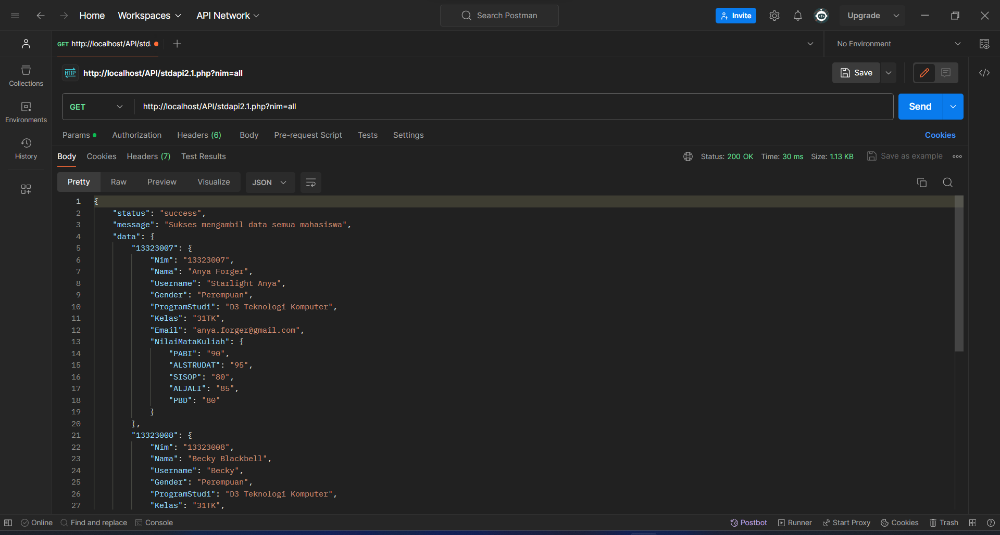 Home Workspaces API Network Search Postman Invite Upgrade
GET http://localhost/API/std No Environment
HTTP http://localhost/API/stdapi2.1.php?nim=all Save
Collections
GET http://localhost/API/stdapi2.1.php?nim=all Send
Environments
Params Authorization Headers (6) Body Pre-request Script Tests Settings Cookies
History
Body Cookies Headers (7) Test Results Status: 200 OK Time: 30 ms Size: 1.13 KB Save as example
Pretty Raw Preview Visualize JSON
1 {
2 "status": "success",
3 "message": "Sukses mengambil data semua mahasiswa",
4 "data": {
5 "13323007": {
6 "Nim": "13323007",
7 "Nama": "Anya Forger",
8 "Username": "Starlight Anya",
9 "Gender": "Perempuan",
10 "ProgramStudi": "D3 Teknologi Komputer",
11 "Kelas": "31TK",
12 "Email": "anya.forger@gmail.com",
13 "NilaiMataKuliah": {
14 "PABI": "90",
15 "ALSTRUDAT": "95",
16 "SISOP": "80",
17 "ALJALI": "85",
18 "PBD": "80"
19 }
20 },
21 "13323008": {
22 "Nim": "13323008",
23 "Nama": "Becky Blackbell",
24 "Username": "Becky",
25 "Gender": "Perempuan",
26 "ProgramStudi": "D3 Teknologi Komputer",
27 "Kelas": "31TK",
Online Find and replace Console Postbot Runner Start Proxy Cookies Trash